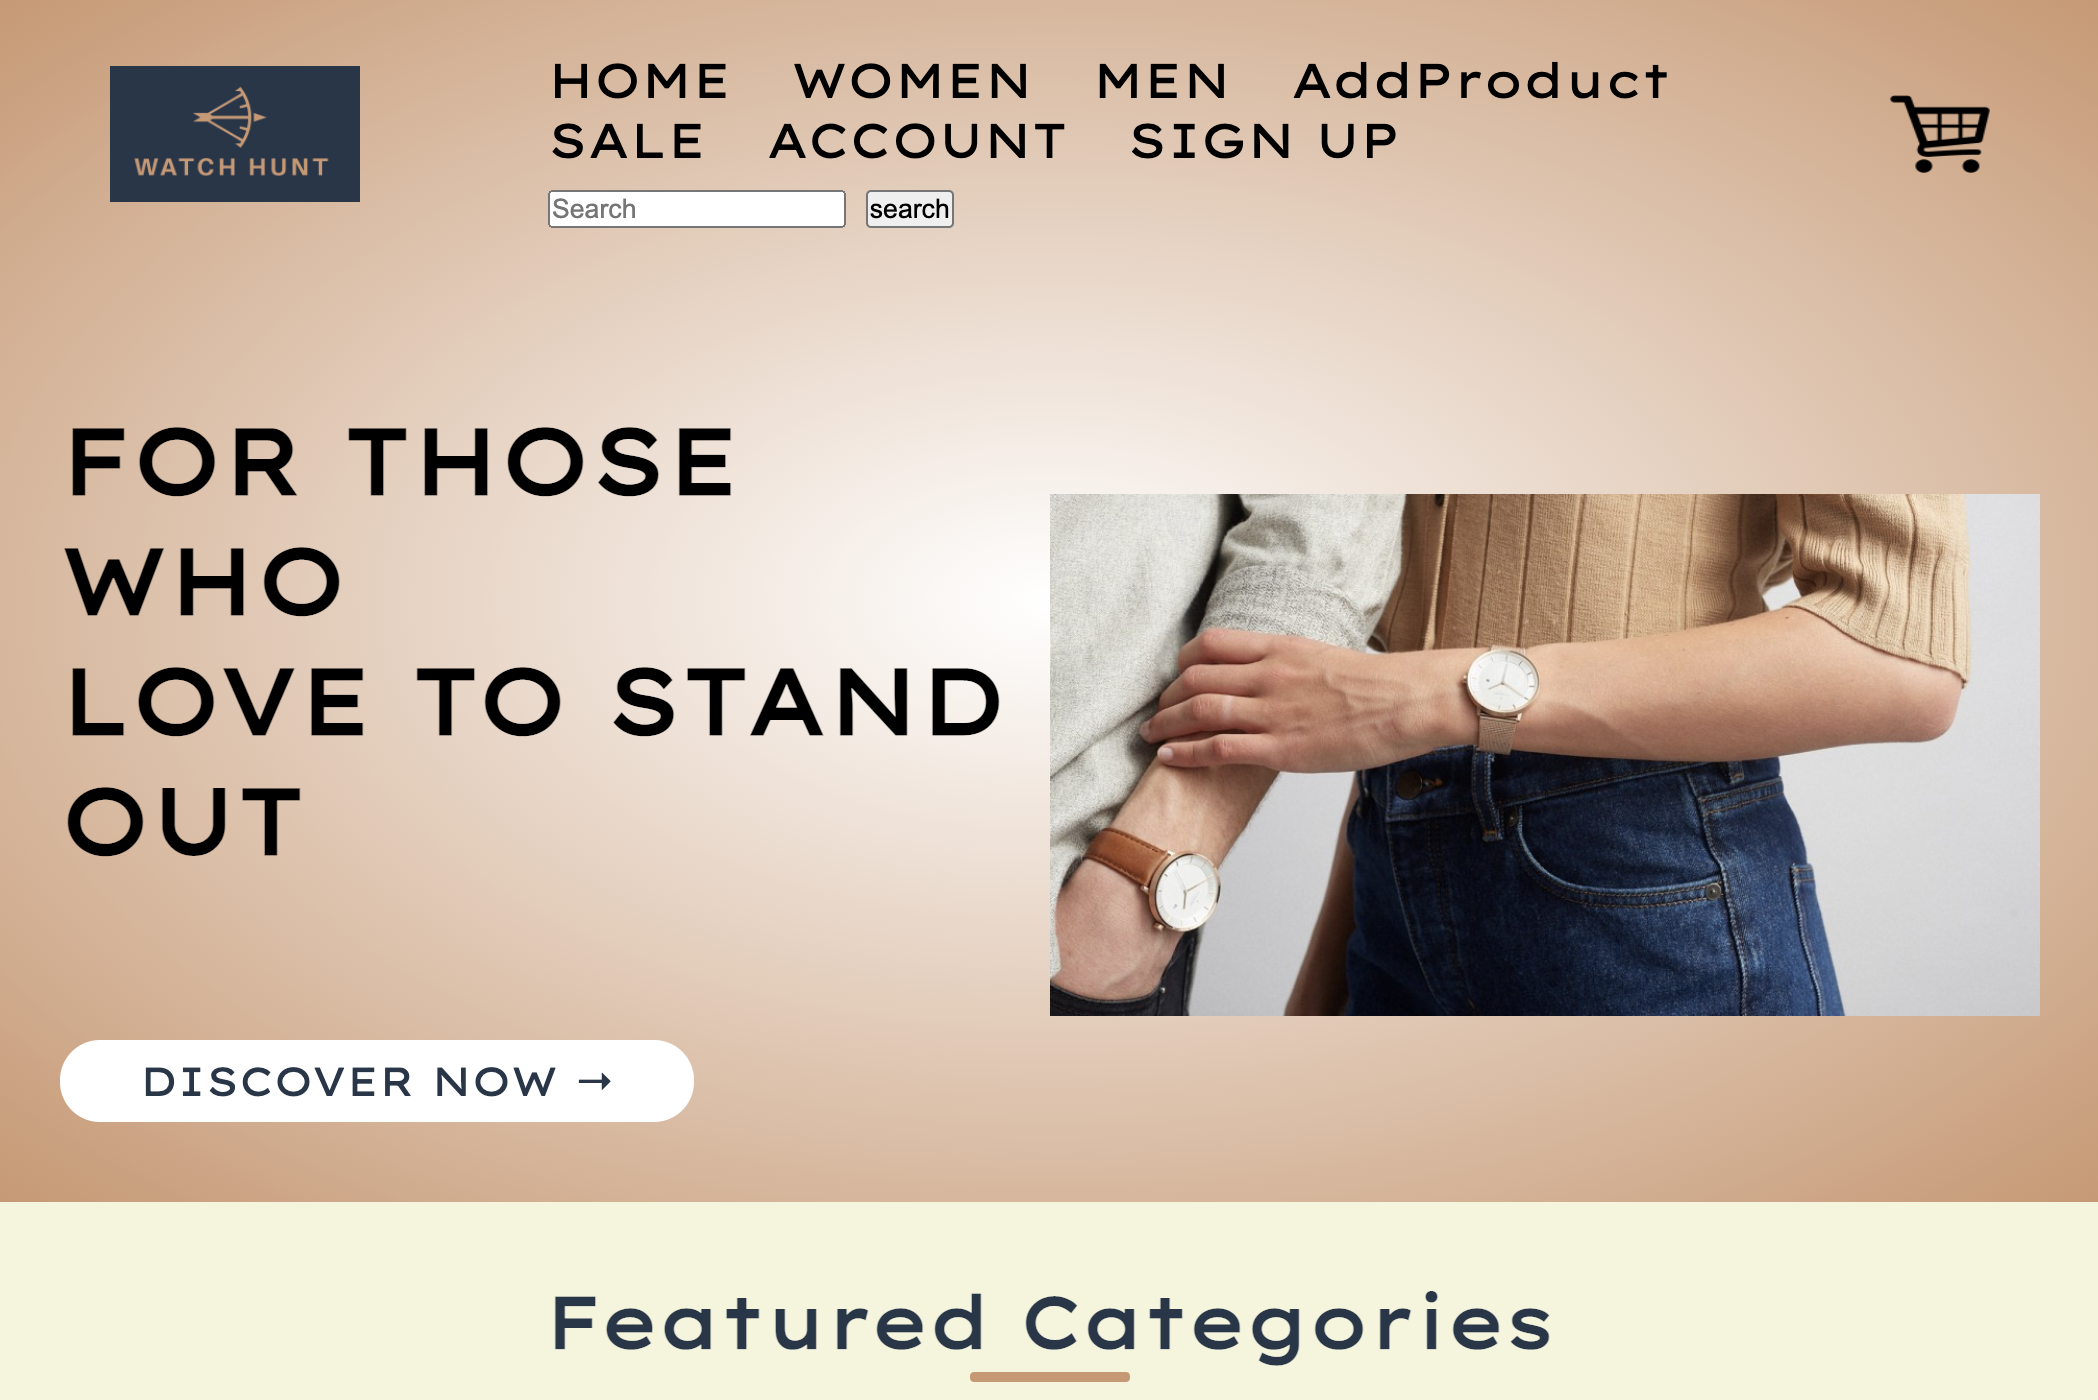 WATCH HUNT
HOME WOMEN MEN AddProduct
SALE ACCOUNT SIGN UP
Search search
FOR THOSE
WHO
LOVE TO STAND
OUT
DISCOVER NOW →
Featured Categories